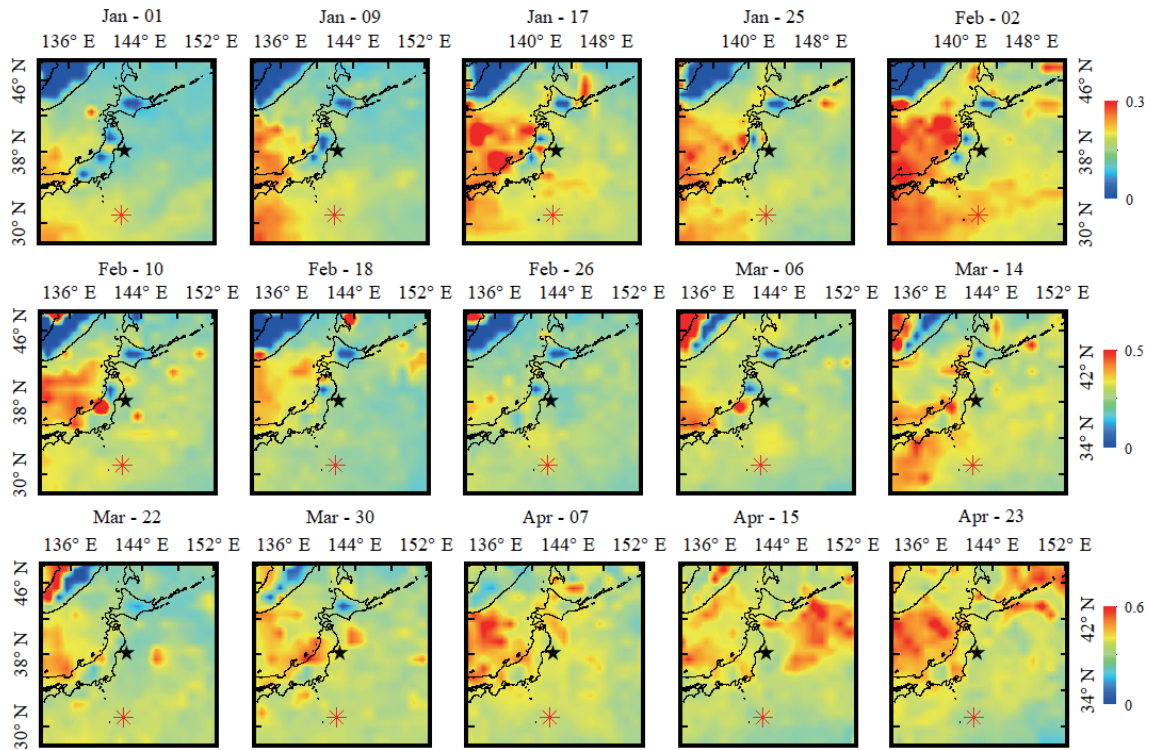 Jan - 01 Jan - 09 Jan - 17 Jan - 25 Feb - 02
136° E 144° E 152° E 140° E 148° E 140° E 148° E 140° E 148° E
46° N 38° N 30° N
46° N 38° N 30° N
0.3
0
Feb - 10 Feb - 18 Feb - 26 Mar - 06 Mar - 14
136° E 144° E 152° E 136° E 144° E 152° E 136° E 144° E 152° E 136° E 144° E 152° E 136° E 144° E 152° E
46° N 38° N 30° N
42° N 34° N
0.5
0
Mar - 22 Mar - 30 Apr - 07 Apr - 15 Apr - 23
136° E 144° E 152° E 136° E 144° E 152° E 136° E 144° E 152° E 136° E 144° E 152° E 136° E 144° E 152° E
46° N 38° N 30° N
42° N 34° N
0.6
0